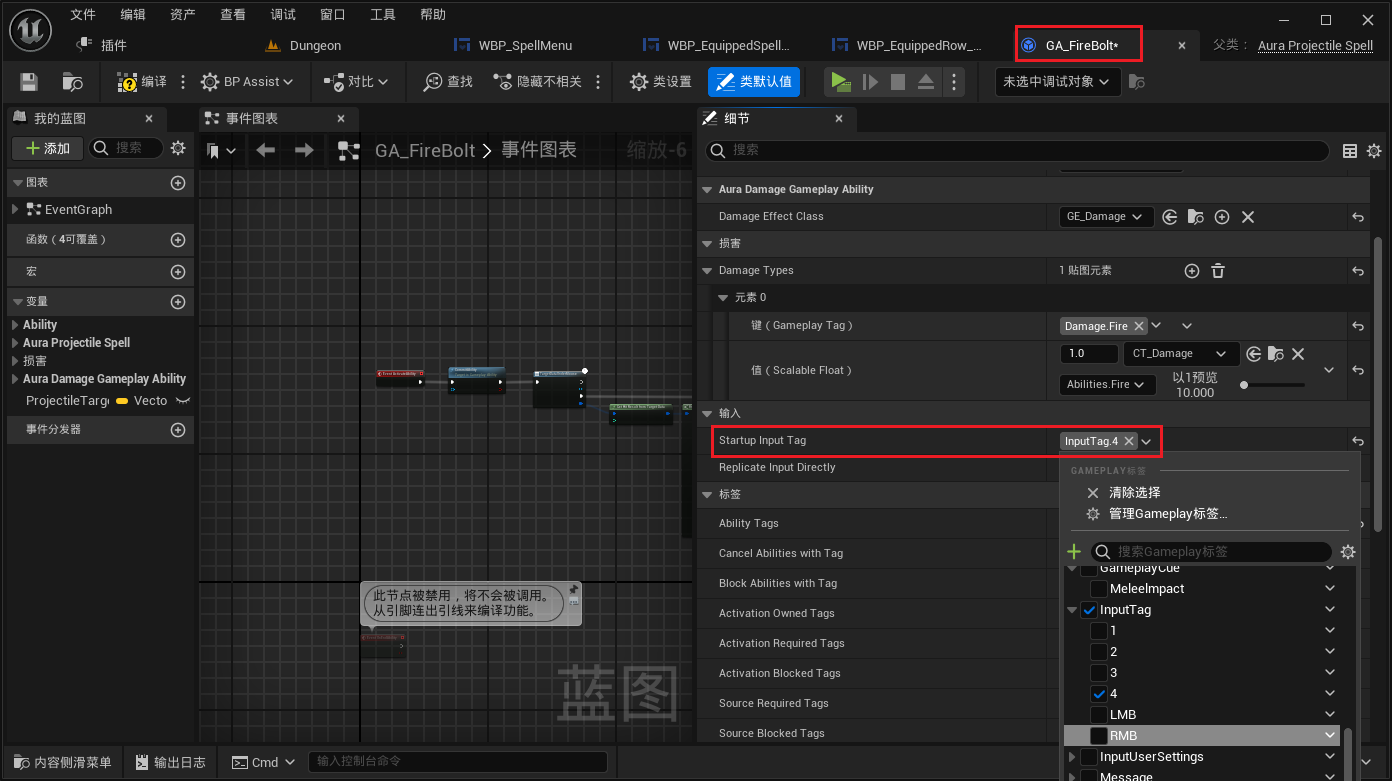 文件 编辑 资产 查看 调试 窗口 工具 帮助
插件 Dungeon WBP_SpellMenu WBP_EquippedSpell... WBP_EquippedRow_... GA_FireBolt* 父类： Aura Projectile Spell
编译 BP Assist 对比 查找 隐藏不相关 类设置 类默认值 未选中调试对象
我的蓝图
添加 搜索
图表
EventGraph
函数（4可覆盖）
宏
变量
Ability
Aura Projectile Spell
损害
Aura Damage Gameplay Ability
ProjectileTarge Vecto
事件分发器
事件图表
GA_FireBolt 事件图表 缩放-6
此节点被禁用，将不会被调用。
从引脚连出引线来编译功能。
蓝图
细节
搜索
Aura Damage Gameplay Ability
Damage Effect Class GE_Damage
损害
Damage Types 1 贴图元素
元素 0
键（Gameplay Tag） Damage.Fire
值（Scalable Float） 1.0 CT_Damage
Abilities.Fire 以1预览
10.000
输入
Startup Input Tag InputTag.4
Replicate Input Directly
标签
Ability Tags
Cancel Abilities with Tag
Block Abilities with Tag
Activation Owned Tags
Activation Required Tags
Activation Blocked Tags
Source Required Tags
Source Blocked Tags
GAMEPLAY标签
清除选择
管理Gameplay标签...
搜索Gameplay标签
GameplayCue
MeleeImpact
InputTag
1
2
3
4
LMB
RMB
InputUserSettings
Message
内容侧滑菜单 输出日志 Cmd 输入控制台命令